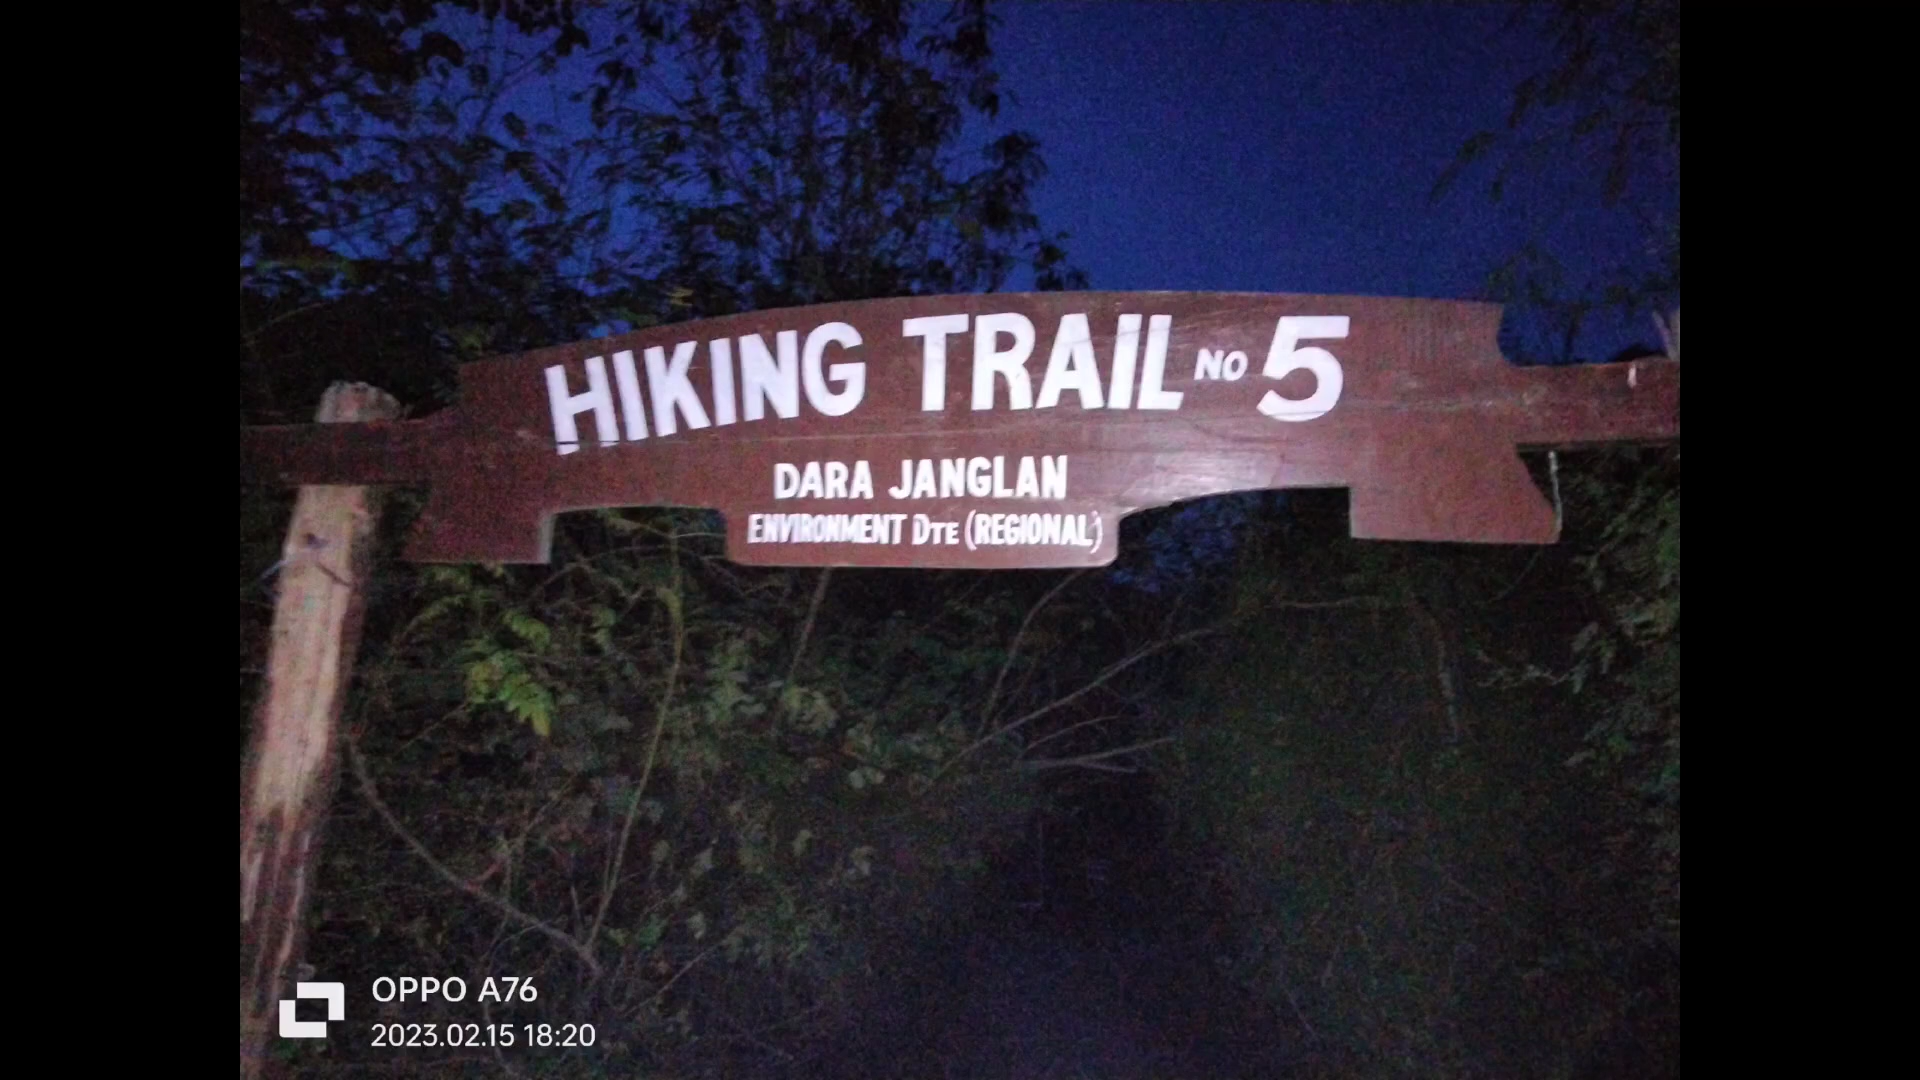 HIKING TRAIL NO 5
DARA JANGLAN
ENVIRONMENT DTE (REGIONAL)
OPPO A76
2023.02.15 18:20